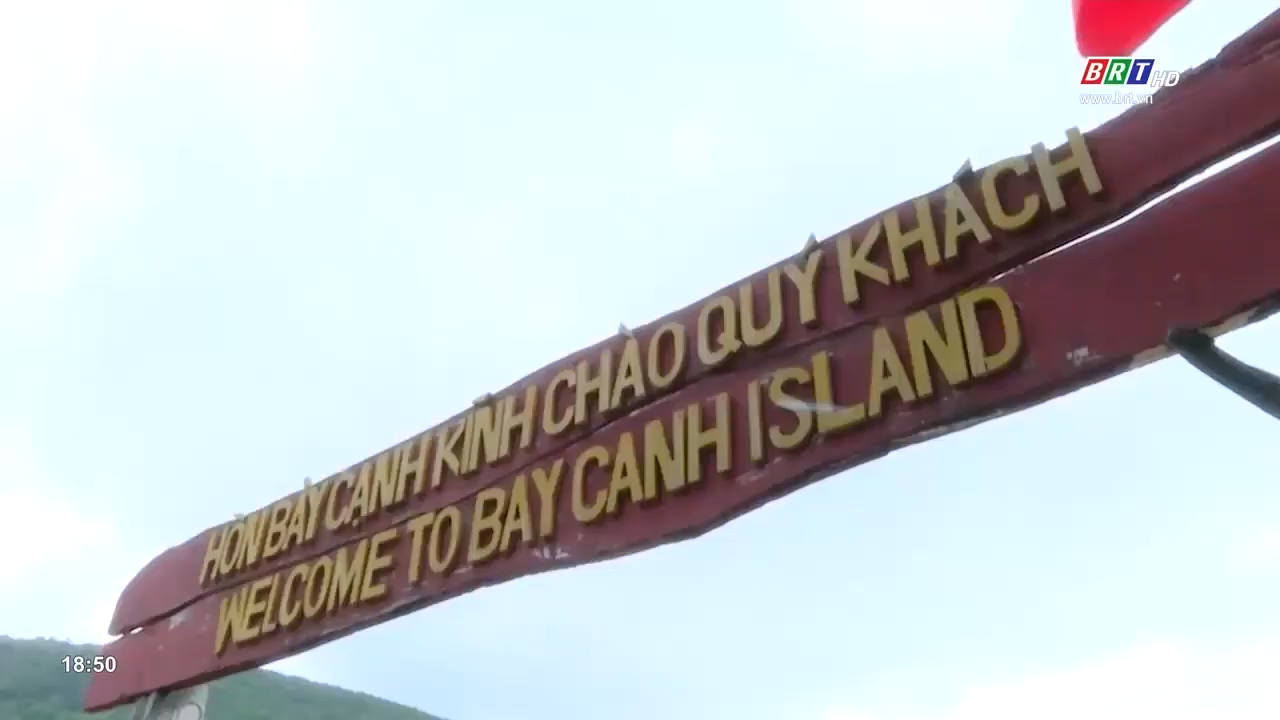 BRT HD
www.brt.vn
HÒN BẢY CẠNH KÍNH CHÀO QUÝ KHÁCH
WELCOME TO BAY CANH ISLAND
18:50